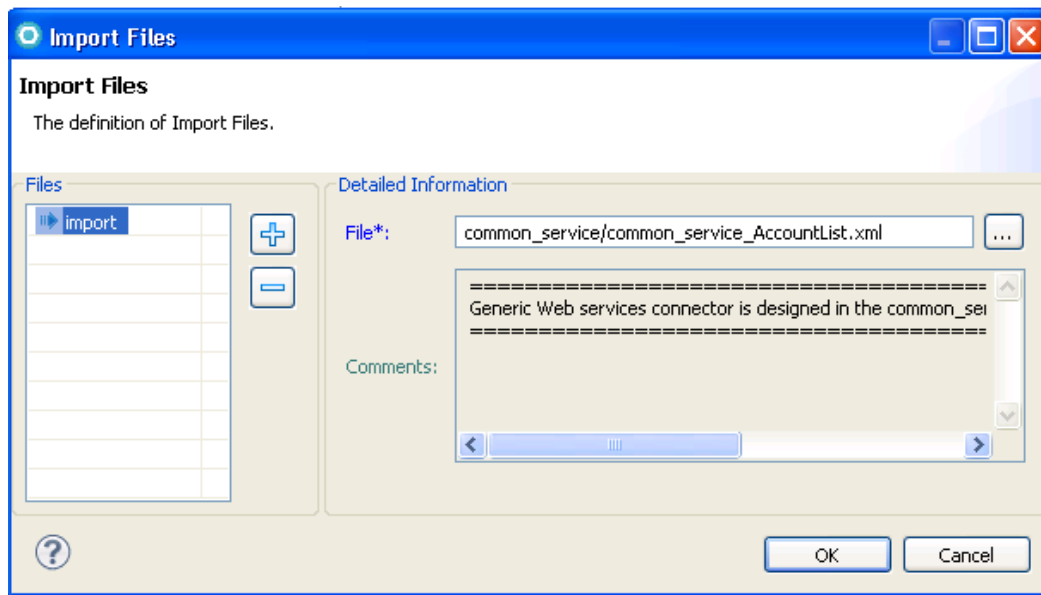 Import Files
Import Files
The definition of Import Files.
Files
import
Detailed Information
File*:
common_service/common_service_AccountList.xml
...
Comments:
==========================================
Generic Web services connector is designed in the
==========================================
OK
Cancel